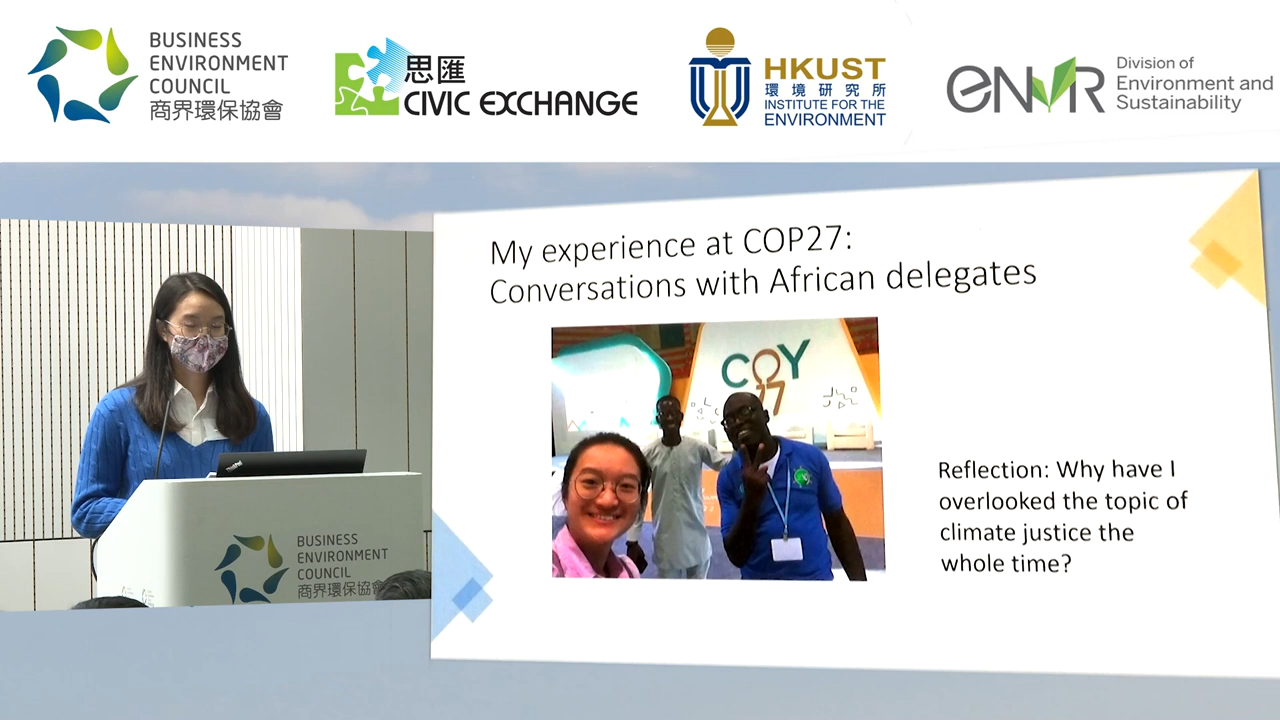 BUSINESS
ENVIRONMENT
COUNCIL
商界環保協會
思匯
CIVIC EXCHANGE
HKUST
環境研究所
INSTITUTE FOR THE
ENVIRONMENT
ENVR
Division of
Environment and
Sustainability
My experience at COP27:
Conversations with African delegates
COY
17
Reflection: Why have I
overlooked the topic of
climate justice the
whole time?
BUSINESS
ENVIRONMENT
COUNCIL
商界環保協會